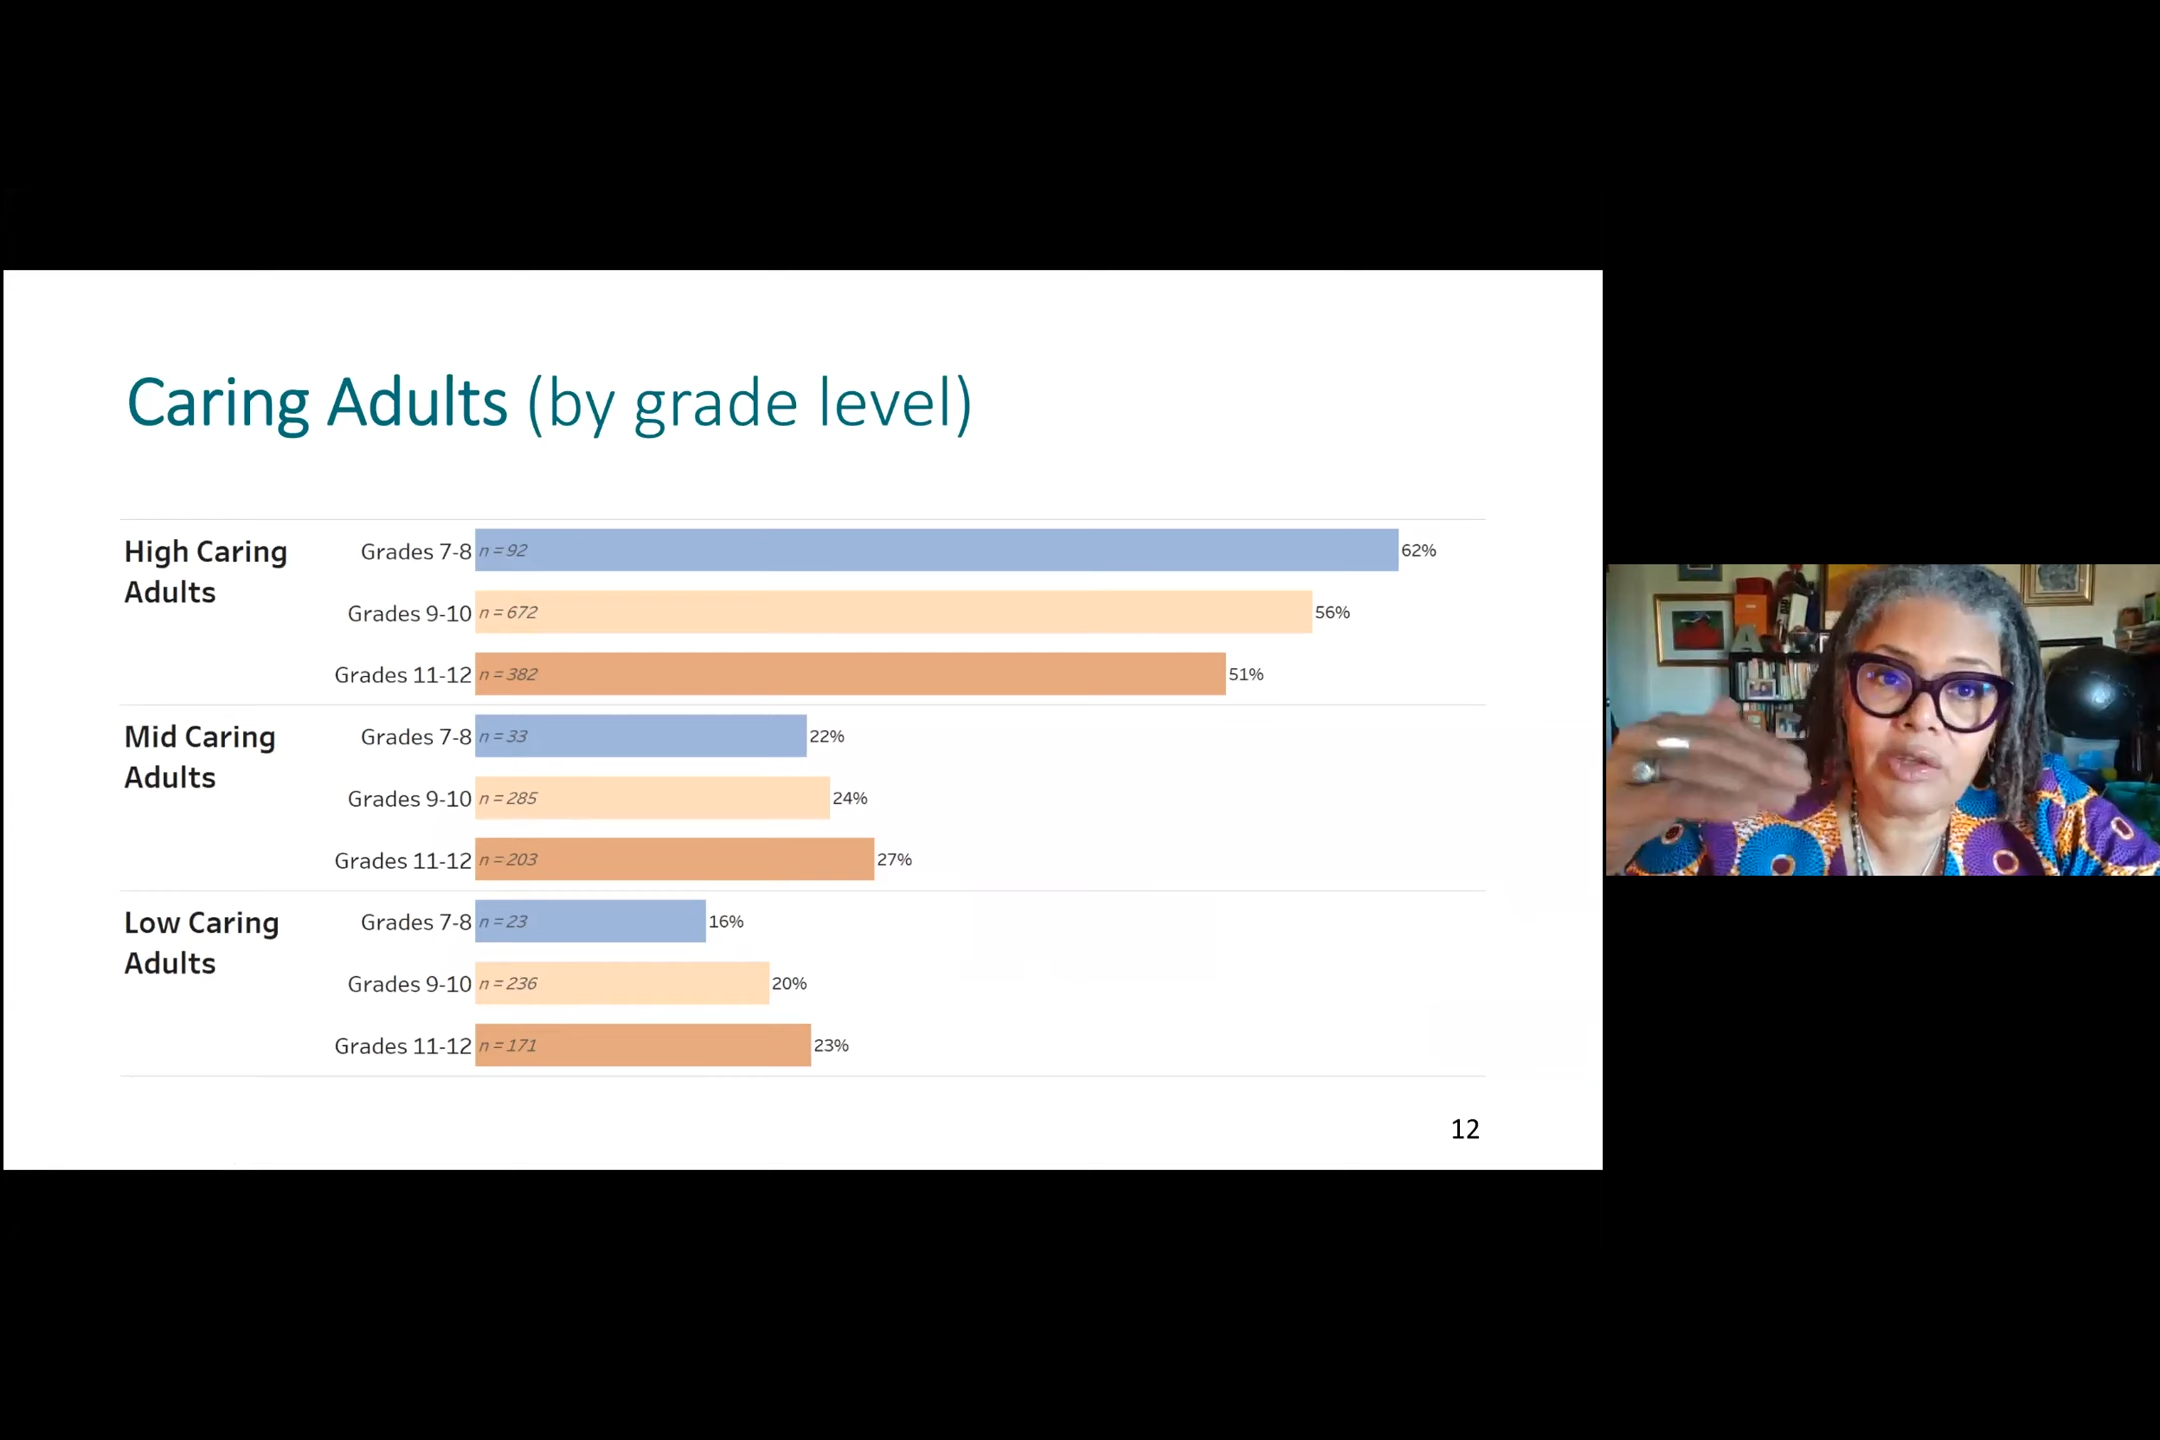 Caring Adults (by grade level)
High Caring
Adults
Grades 7-8 n = 92 62%
Grades 9-10 n = 672 56%
Grades 11-12 n = 382 51%
Mid Caring
Adults
Grades 7-8 n = 33 22%
Grades 9-10 n = 285 24%
Grades 11-12 n = 203 27%
Low Caring
Adults
Grades 7-8 n = 23 16%
Grades 9-10 n = 236 20%
Grades 11-12 n = 171 23%
12